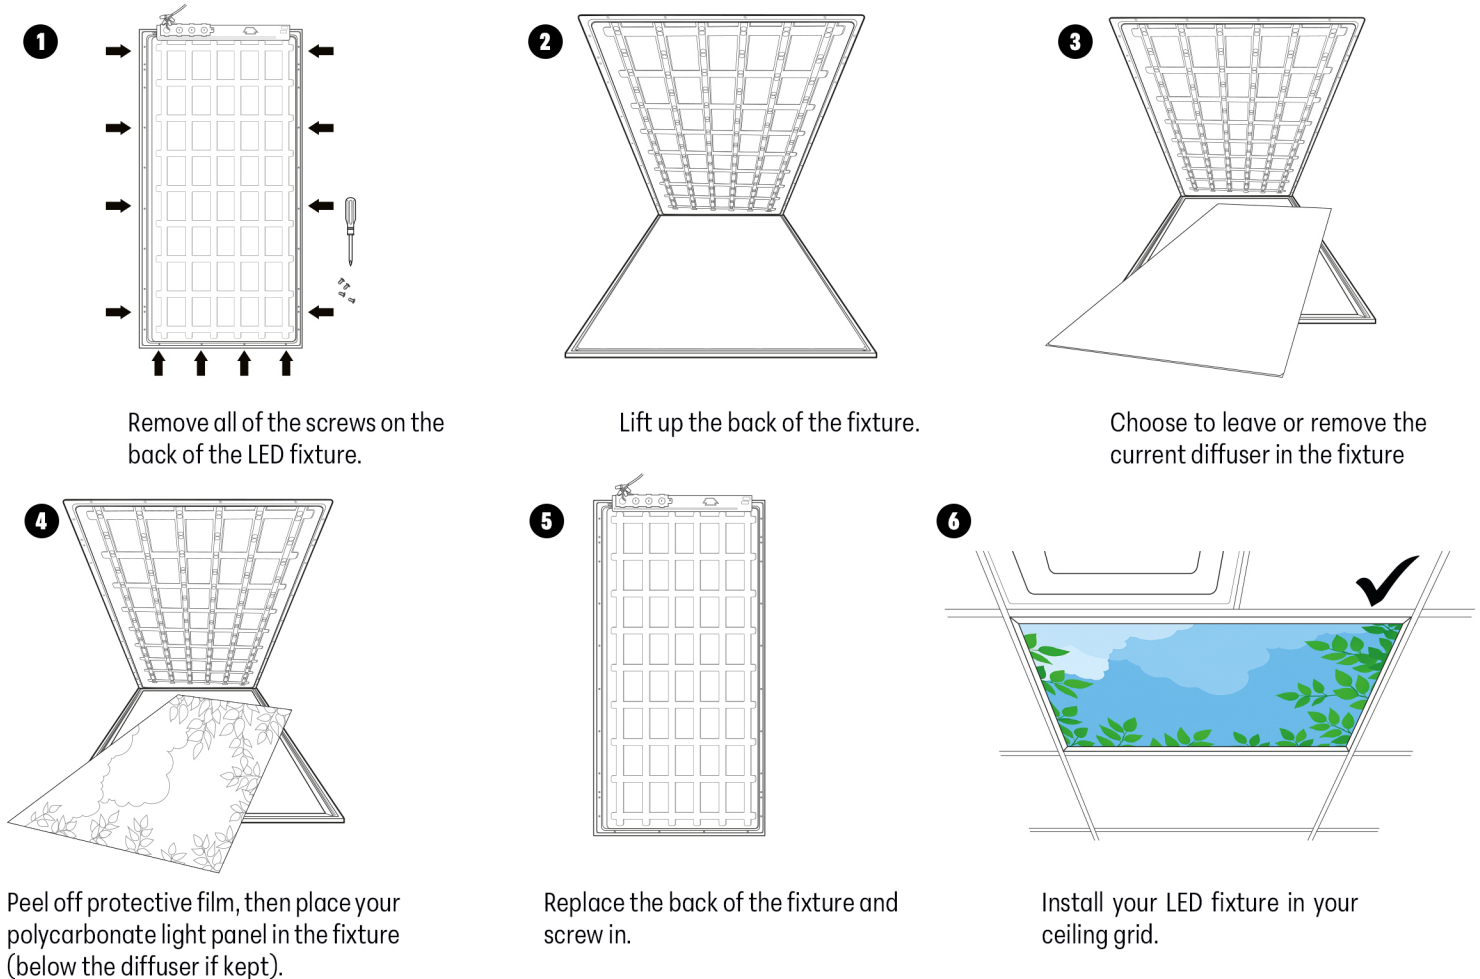 1
Remove all of the screws on the
back of the LED fixture.
2
Lift up the back of the fixture.
3
Choose to leave or remove the
current diffuser in the fixture
4
Peel off protective film, then place your
polycarbonate light panel in the fixture
(below the diffuser if kept).
5
Replace the back of the fixture and
screw in.
6
Install your LED fixture in your
ceiling grid.